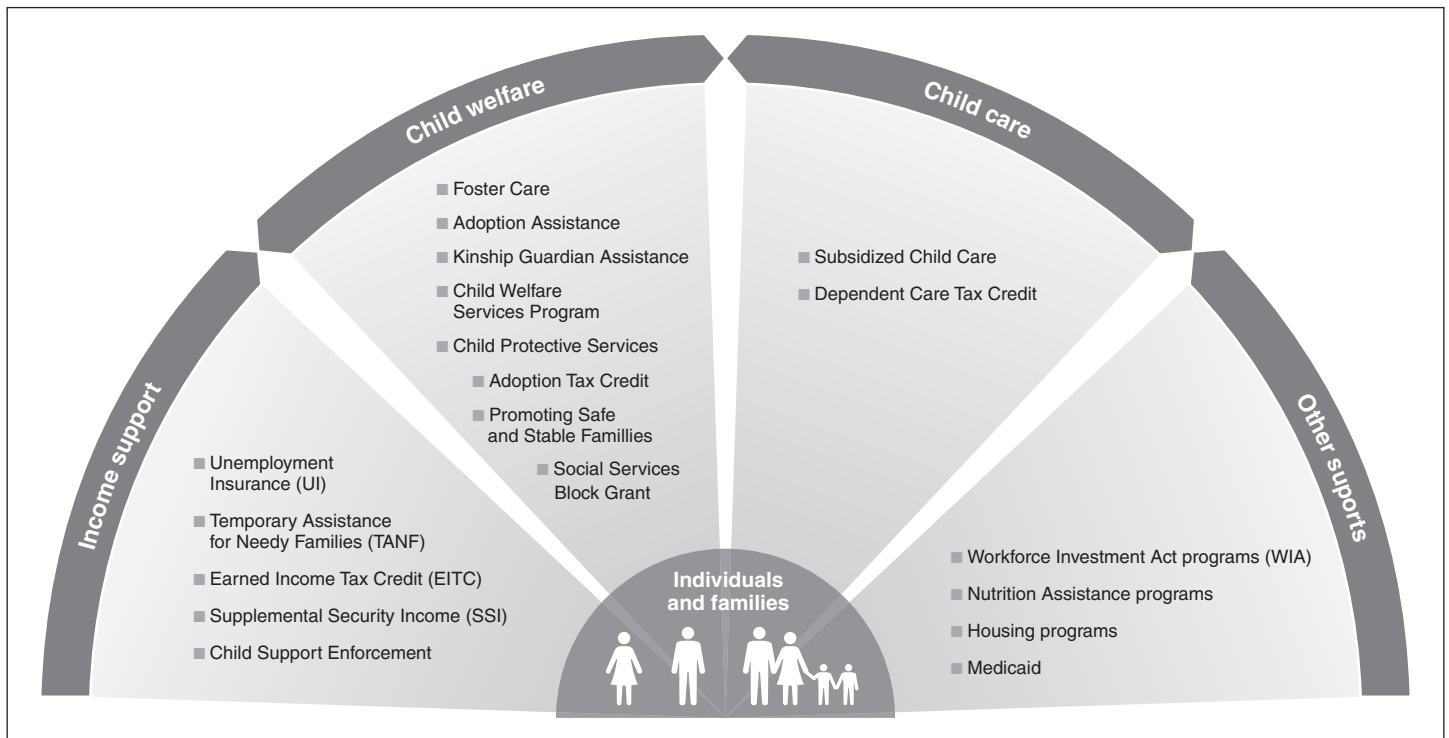 Child welfare
Foster Care
Adoption Assistance
Kinship Guardian Assistance
Child Welfare
Services Program
Child Protective Services
Adoption Tax Credit
Promoting Safe
and Stable Famillies
Social Services
Block Grant
Child care
Subsidized Child Care
Dependent Care Tax Credit
Income support
Unemployment
Insurance (UI)
Temporary Assistance
for Needy Families (TANF)
Earned Income Tax Credit (EITC)
Supplemental Security Income (SSI)
Child Support Enforcement
Other suports
Workforce Investment Act programs (WIA)
Nutrition Assistance programs
Housing programs
Medicaid
Individuals
and families